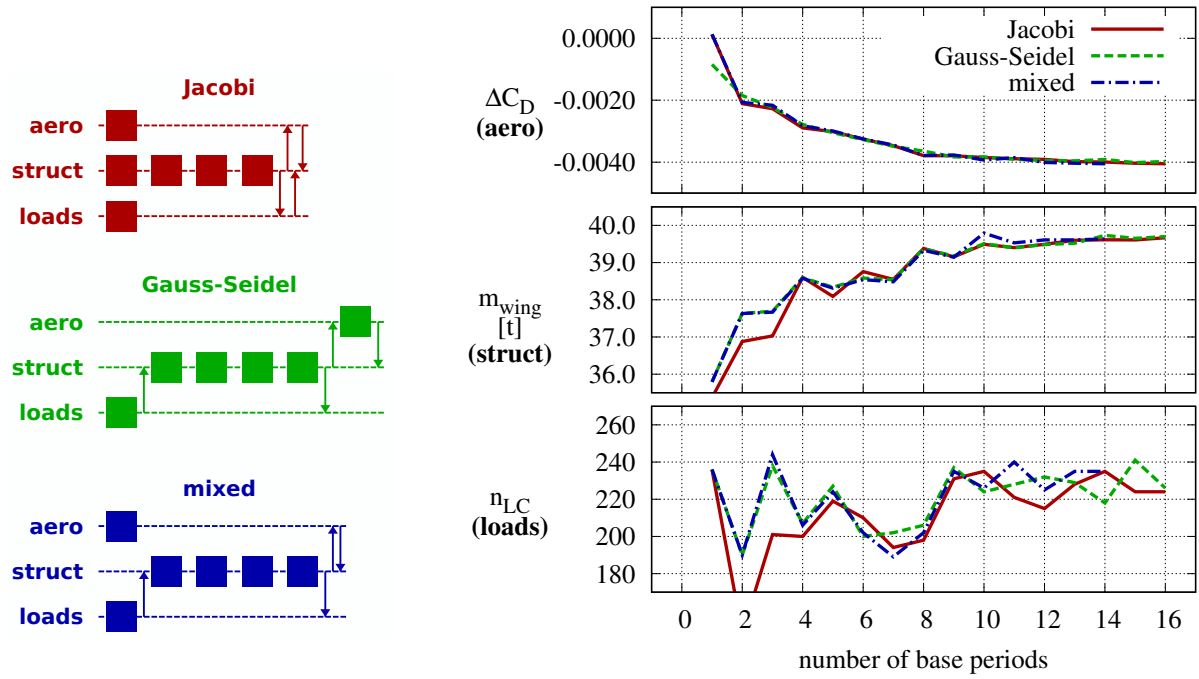 Jacobi
aero
struct
loads
Gauss-Seidel
aero
struct
loads
mixed
aero
struct
loads
ΔC_D
(aero)
0.0000
-0.0020
-0.0040
Jacobi
Gauss-Seidel
mixed
m_wing
[t]
(struct)
40.0
39.0
38.0
37.0
36.0
n_LC
(loads)
260
240
220
200
180
0 2 4 6 8 10 12 14 16
number of base periods